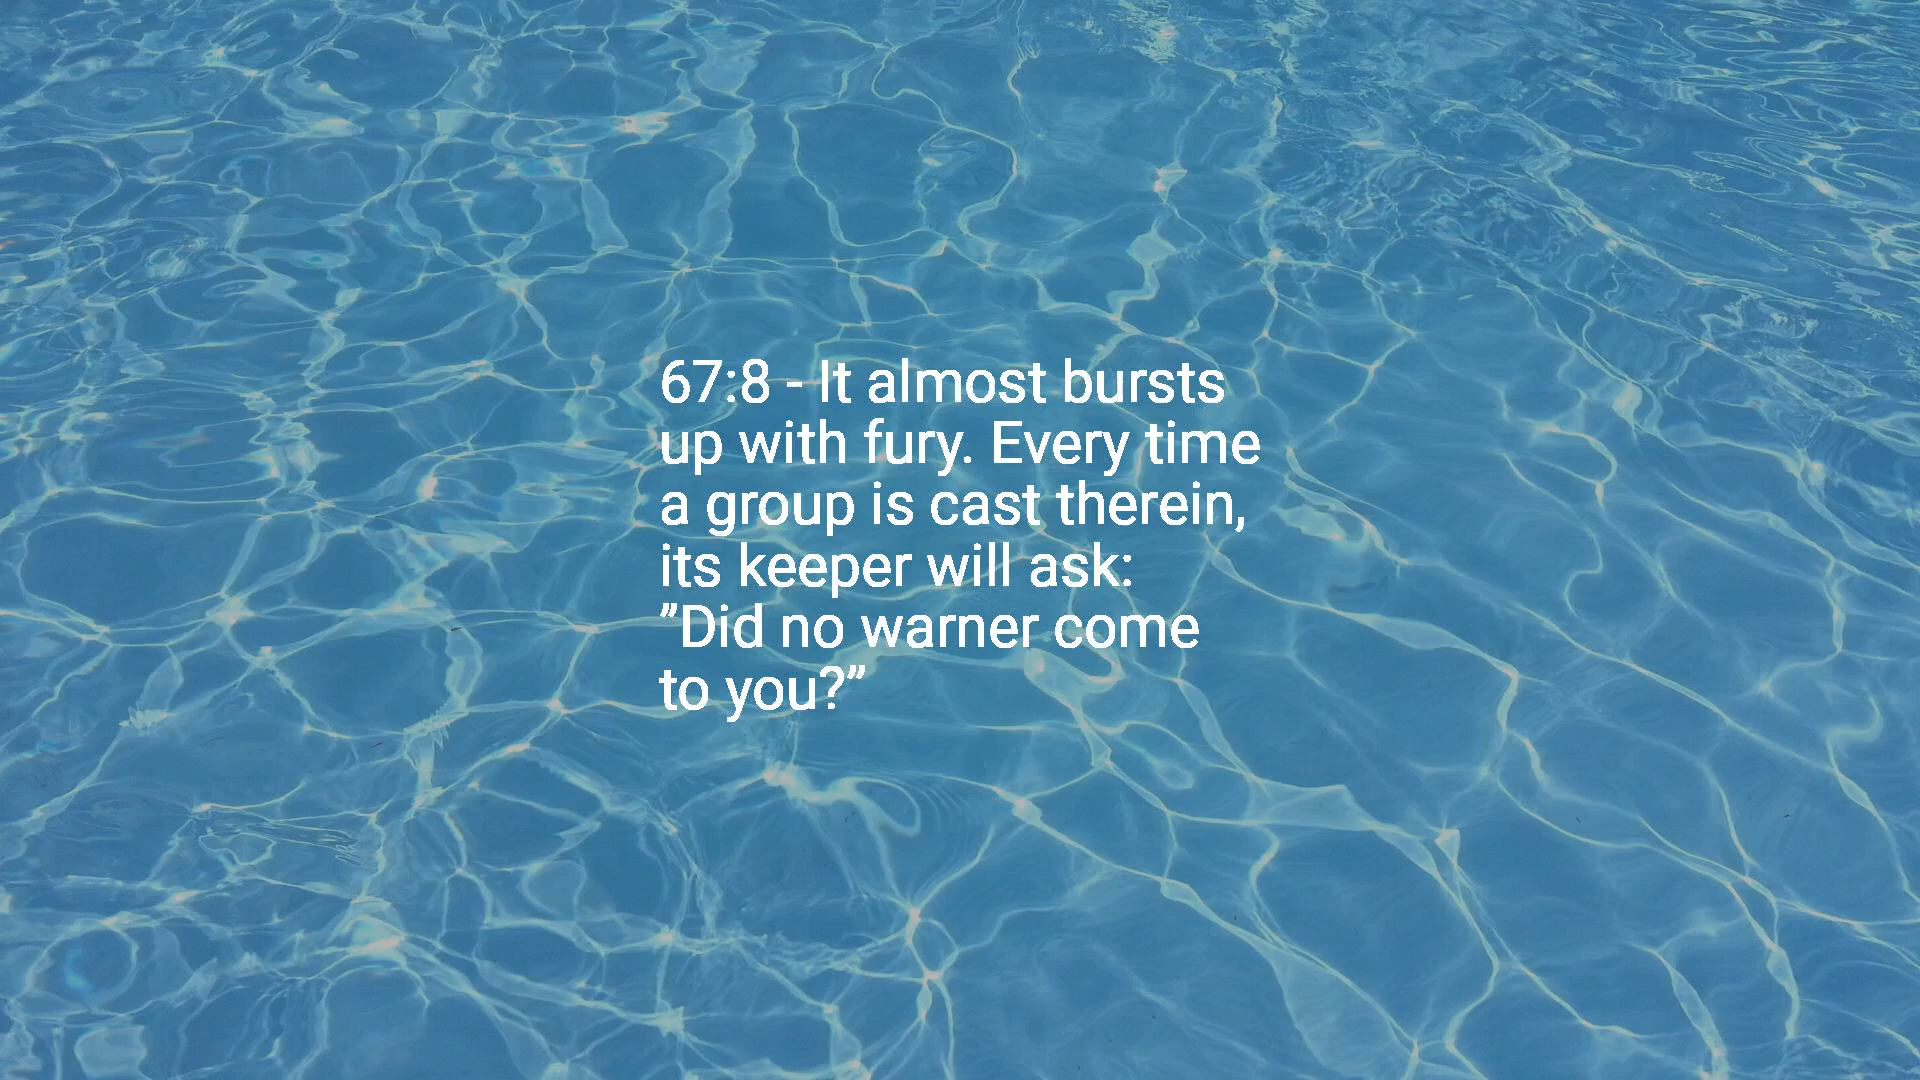 67:8 - It almost bursts
up with fury. Every time
a group is cast therein,
its keeper will ask:
”Did no warner come
to you?”